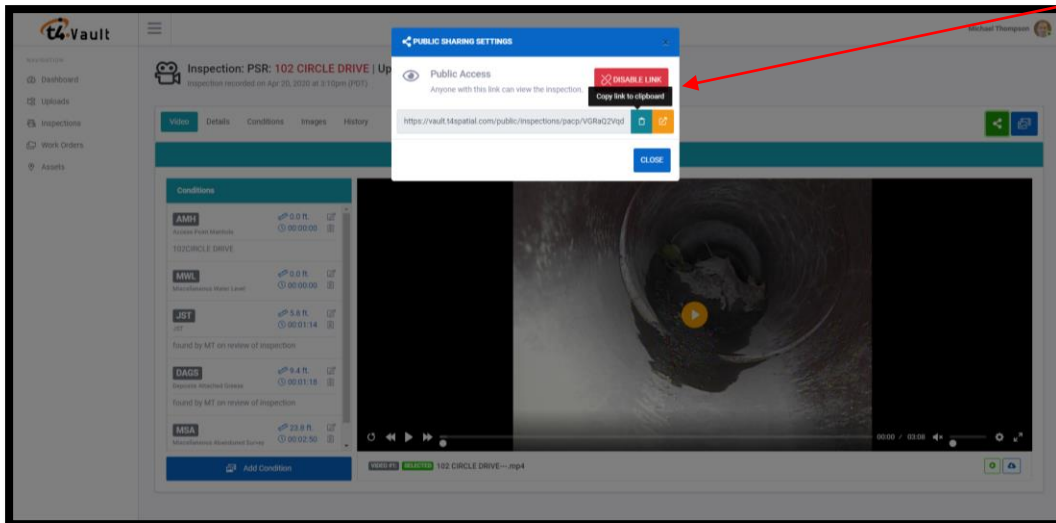 t4 Vault
Michael Thompson
NAVIGATION
Dashboard
Uploads
Inspections
Work Orders
Assets
Inspection: PSR: 102 CIRCLE DRIVE | Up
Inspection recorded on Apr 20, 2020 at 3:10pm (PDT)
PUBLIC SHARING SETTINGS
Public Access
Anyone with this link can view the inspection.
DISABLE LINK
Copy link to clipboard
https://vault.t4spatial.com/public/inspections/pacp/VGRaQ2Vqd
CLOSE
Video Details Conditions Images History
Conditions
AMH 0.0 ft.
Access Point Manhole 00:00:00
102CIRCLE DRIVE
MWL 0.0 ft.
Miscellaneous Water Level 00:00:00
JST 5.8 ft.
JST 00:01:14
found by MT on review of inspection
DAGS 9.4 ft.
Deposits Attached Grease 00:01:18
found by MT on review of inspection
MSA 23.8 ft.
Miscellaneous Abandoned Survey 00:02:50
Add Condition
00:00 / 03:08
VIDEO #1 SELECTED 102 CIRCLE DRIVE---.mp4